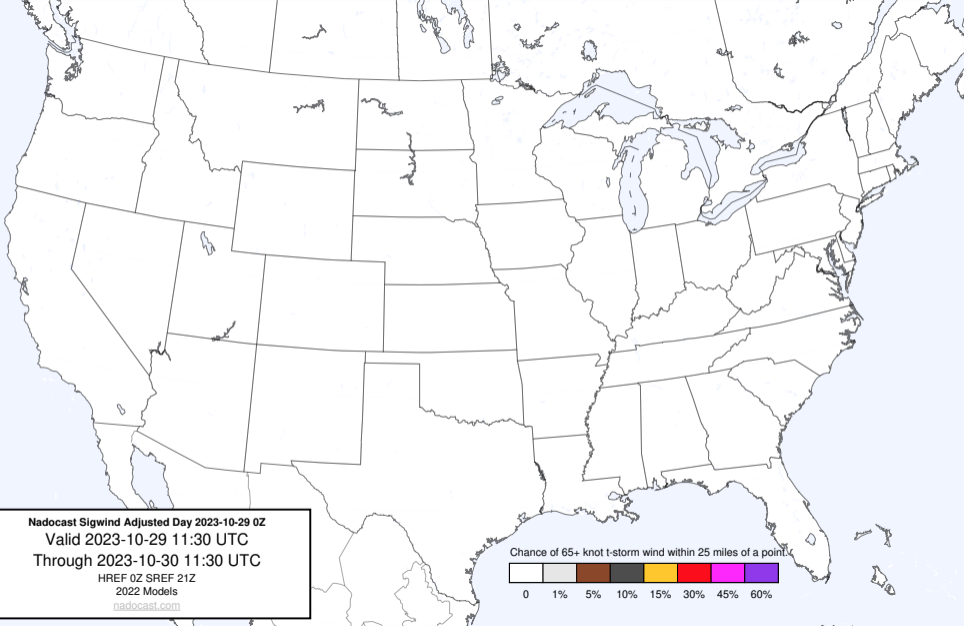 Nadocast Sigwind Adjusted Day 2023-10-29 0Z
Valid 2023-10-29 11:30 UTC
Through 2023-10-30 11:30 UTC
HREF 0Z SREF 21Z
2022 Models
nadocast.com
Chance of 65+ knot t-storm wind within 25 miles of a point.
0 1% 5% 10% 15% 30% 45% 60%